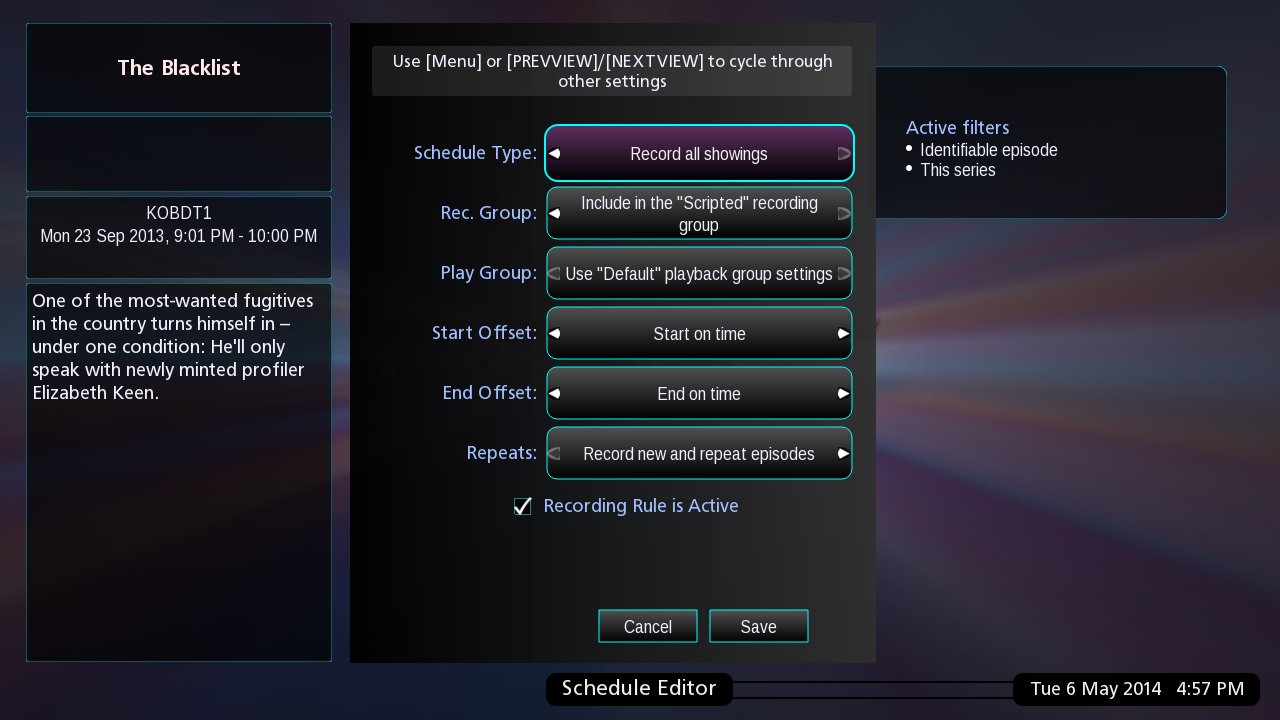 The Blacklist
KOBDT1
Mon 23 Sep 2013, 9:01 PM - 10:00 PM
One of the most-wanted fugitives
in the country turns himself in –
under one condition: He'll only
speak with newly minted profiler
Elizabeth Keen.
Use [Menu] or [PREVVIEW]/[NEXTVIEW] to cycle through
other settings
Schedule Type: Record all showings
Rec. Group: Include in the "Scripted" recording
group
Play Group: Use "Default" playback group settings
Start Offset: Start on time
End Offset: End on time
Repeats: Record new and repeat episodes
Recording Rule is Active
Cancel Save
Active filters
• Identifiable episode
• This series
Schedule Editor
Tue 6 May 2014 4:57 PM